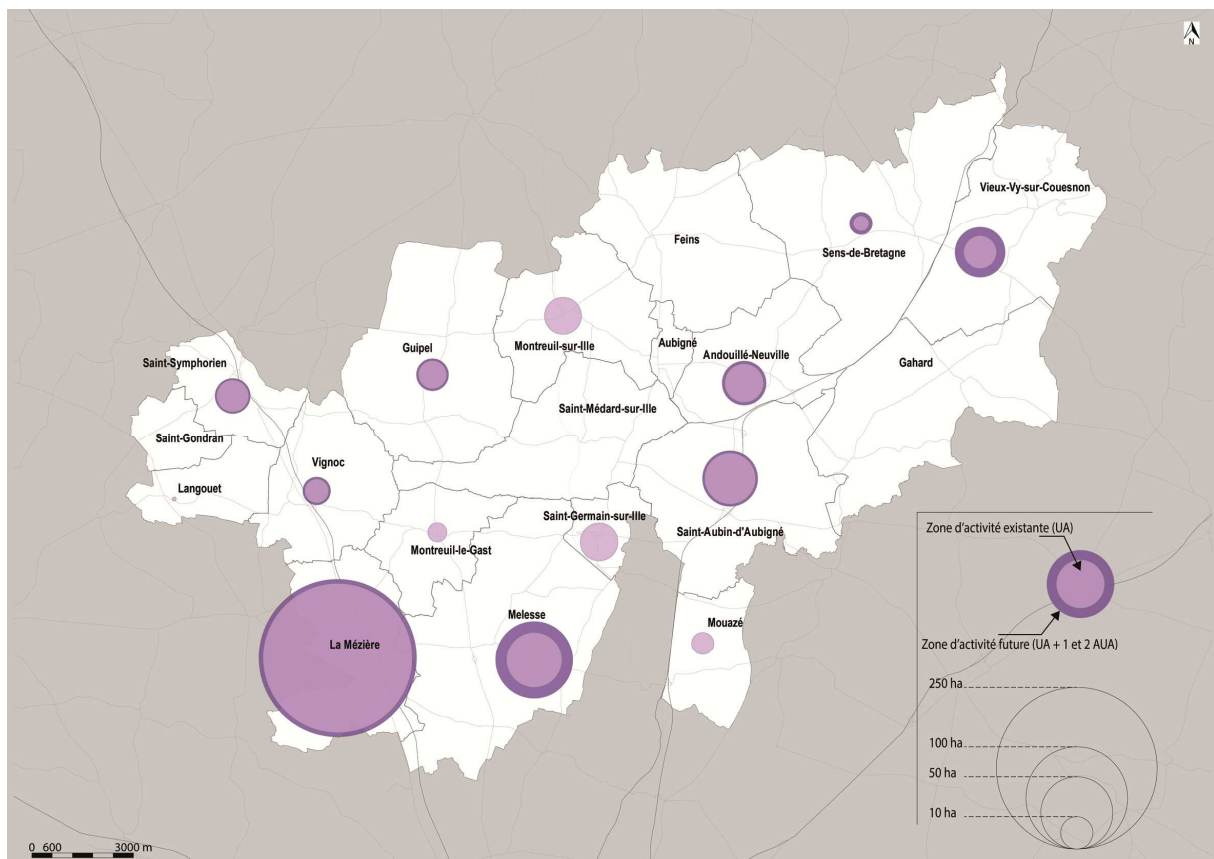 N
Vieux-Vy-sur-Couesnon
Feins
Sens-de-Bretagne
Montreuil-sur-Ille
Aubigné
Guipel
Andouillé-Neuville
Saint-Symphorien
Gahard
Saint-Médard-sur-Ille
Saint-Gondran
Vignoc
Langouet
Saint-Germain-sur-Ille
Saint-Aubin-d'Aubigné
Montreuil-le-Gast
Melesse
Mouazé
La Mézière
Zone d'activité existante (UA)
Zone d'activité future (UA + 1 et 2 AUA)
250 ha
100 ha
50 ha
10 ha
0 600 3000 m